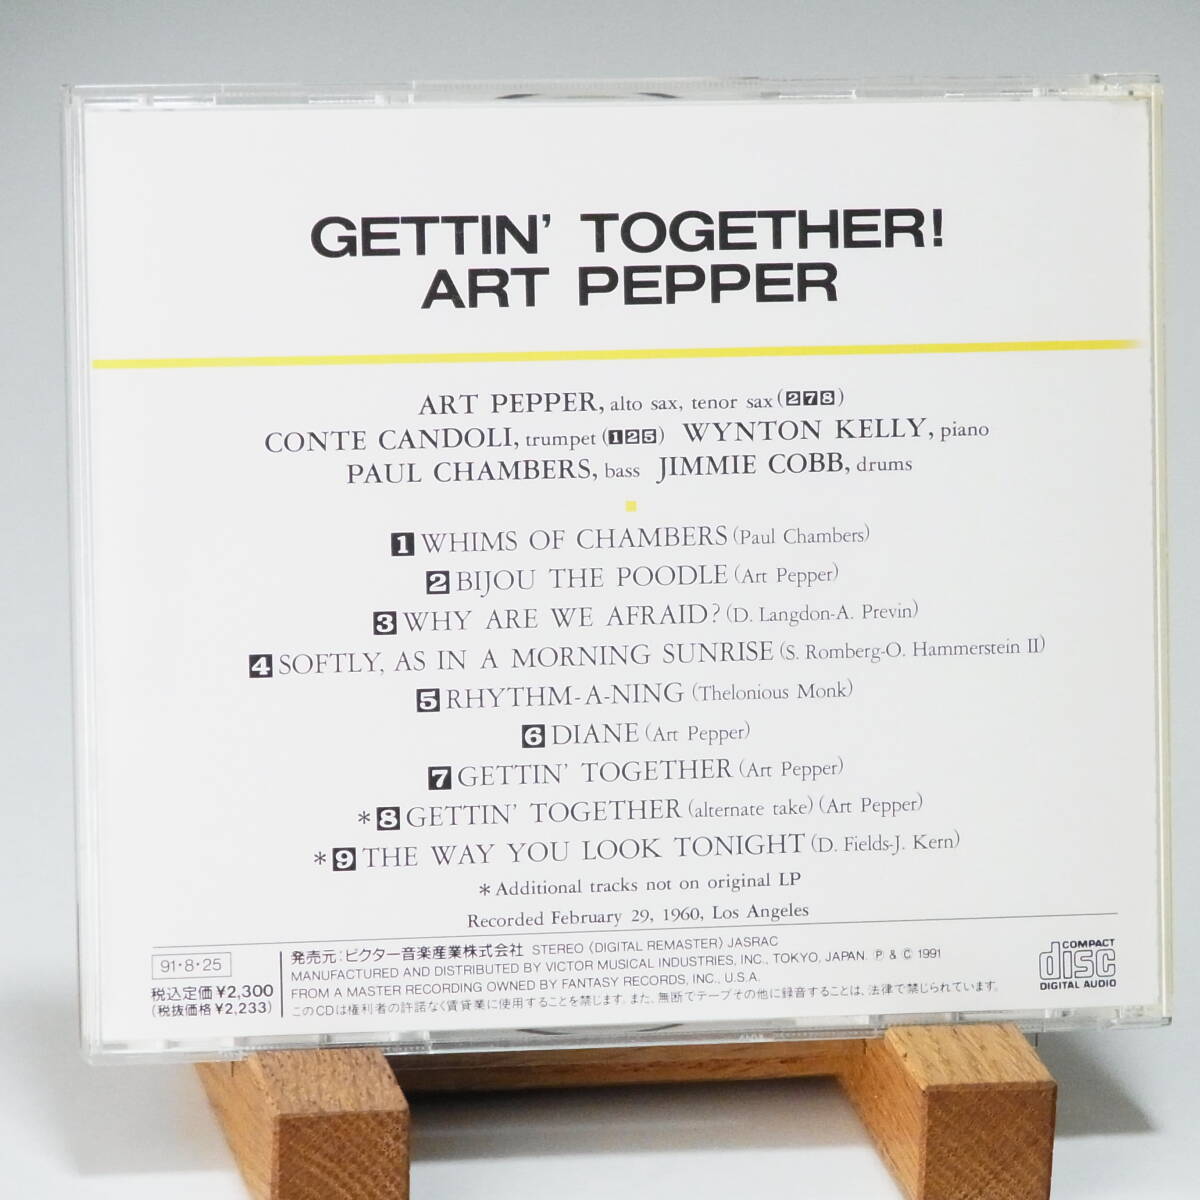 GETTIN' TOGETHER!
ART PEPPER
ART PEPPER, alto sax, tenor sax (2 7 8)
CONTE CANDOLI, trumpet (1 2 5) WYNTON KELLY, piano
PAUL CHAMBERS, bass JIMMIE COBB, drums
1 WHIMS OF CHAMBERS (Paul Chambers)
2 BIJOU THE POODLE (Art Pepper)
3 WHY ARE WE AFRAID? (D. Langdon-A. Previn)
4 SOFTLY, AS IN A MORNING SUNRISE (S. Romberg-O. Hammerstein II)
5 RHYTHM-A-NING (Thelonious Monk)
6 DIANE (Art Pepper)
7 GETTIN' TOGETHER (Art Pepper)
*8 GETTIN' TOGETHER (alternate take) (Art Pepper)
*9 THE WAY YOU LOOK TONIGHT (D. Fields-J. Kern)
*Additional tracks not on original LP
Recorded February 29, 1960, Los Angeles
91・8・25
税込定価¥2,300
(税抜価格¥2,233)
発売元：ビクター音楽産業株式会社 STEREO 〈DIGITAL REMASTER〉 JASRAC
MANUFACTURED AND DISTRIBUTED BY VICTOR MUSICAL INDUSTRIES, INC., TOKYO, JAPAN. Ⓟ & © 1991
FROM A MASTER RECORDING OWNED BY FANTASY RECORDS, INC., U.S.A.
このCDは権利者の許諾なく賃貸業に使用することを禁じます。また、無断でテープその他に録音することは、法律で禁じられています。
COMPACT
disc
DIGITAL AUDIO